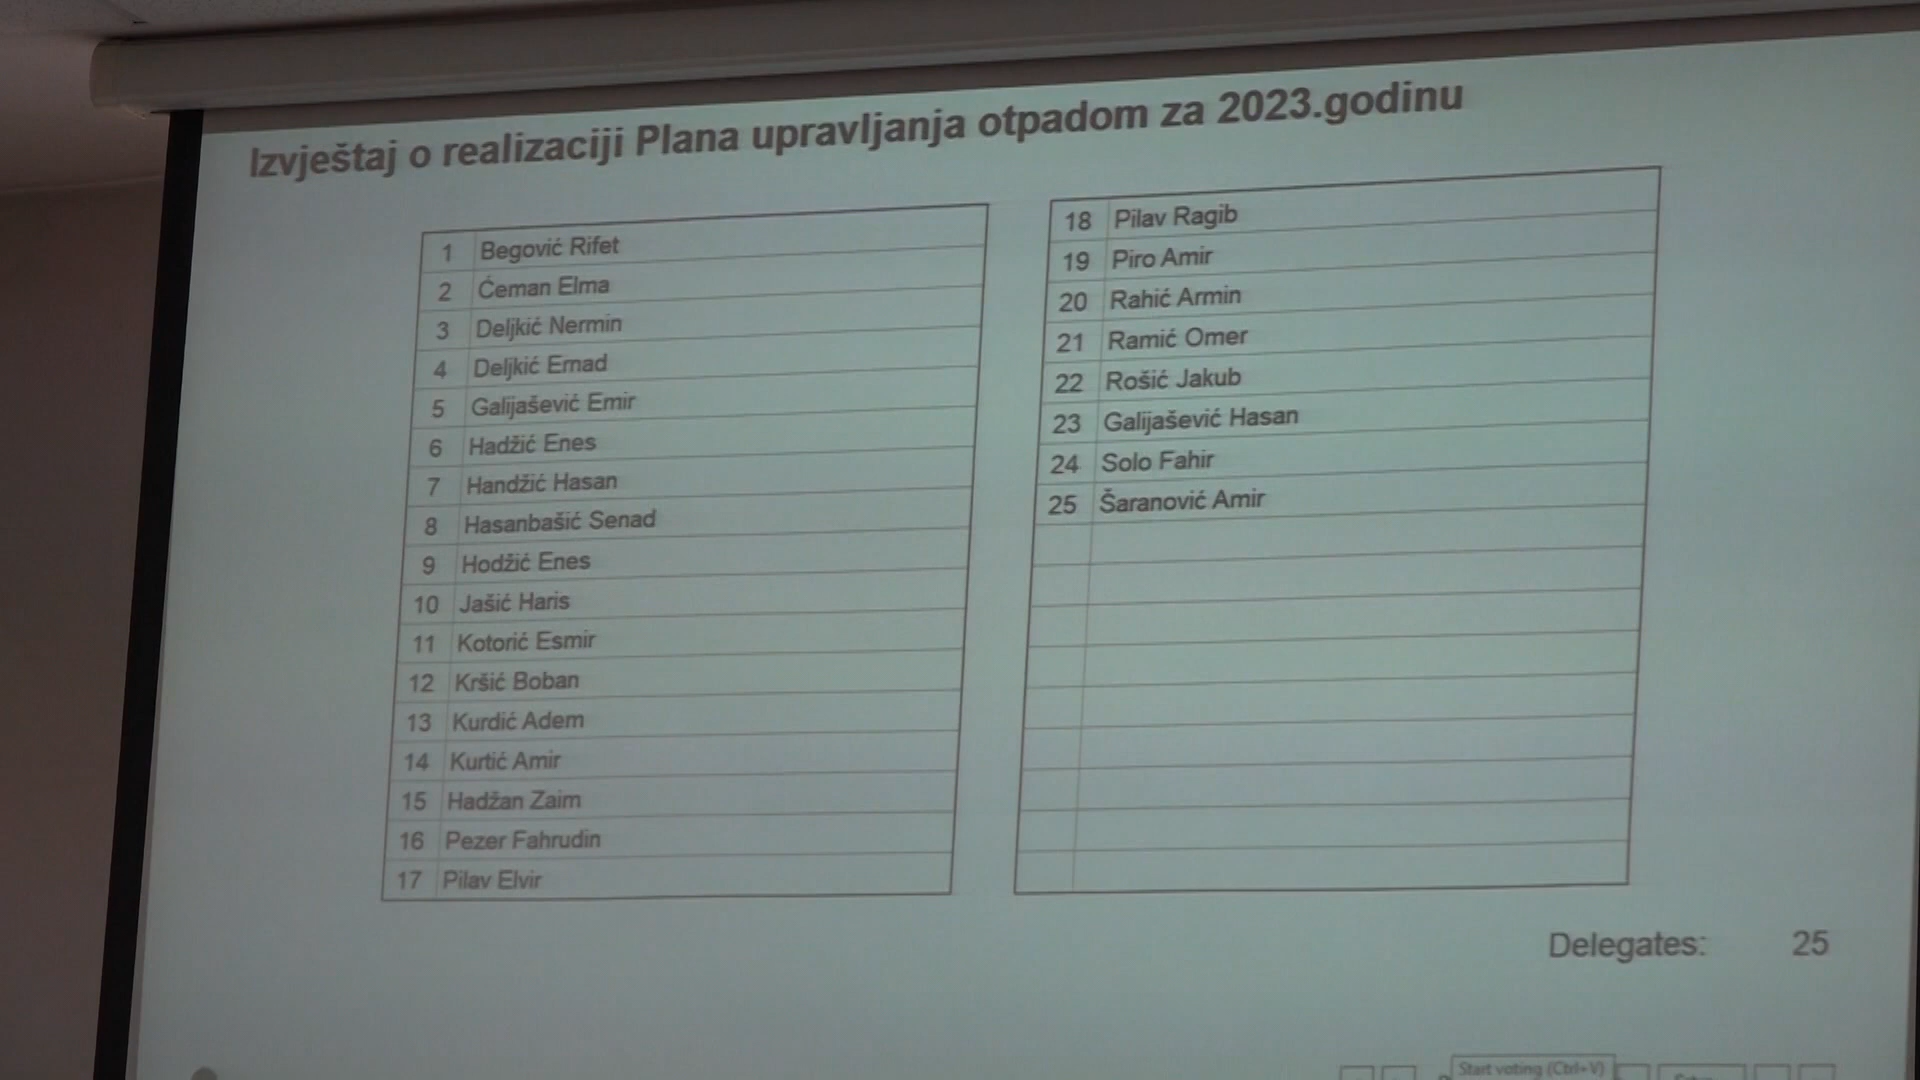 Izvještaj o realizaciji Plana upravljanja otpadom za 2023.godinu
1 Begović Rifet
2 Ćeman Elma
3 Deljkić Nermin
4 Deljkić Ernad
5 Galijašević Emir
6 Hadžić Enes
7 Handžić Hasan
8 Hasanbašić Senad
9 Hodžić Enes
10 Jašić Haris
11 Kotorić Esmir
12 Kršić Boban
13 Kurdić Adem
14 Kurtić Amir
15 Hadžan Zaim
16 Pezer Fahrudin
17 Pilav Elvir
18 Pilav Ragib
19 Piro Amir
20 Rahić Armin
21 Ramić Omer
22 Rošić Jakub
23 Galijašević Hasan
24 Solo Fahir
25 Šaranović Amir
Delegates: 25
Start voting (Ctrl+V)